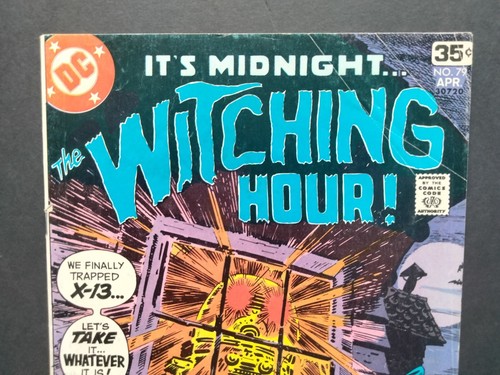 DC
IT'S MIDNIGHT...
35¢
NO. 79
APR.
30720
The
WITCHING
HOUR!
APPROVED
BY THE
COMICS
CODE
AUTHORITY
WE FINALLY
TRAPPED
X-13...
LET'S
TAKE
IT...
WHATEVER
IT IS!